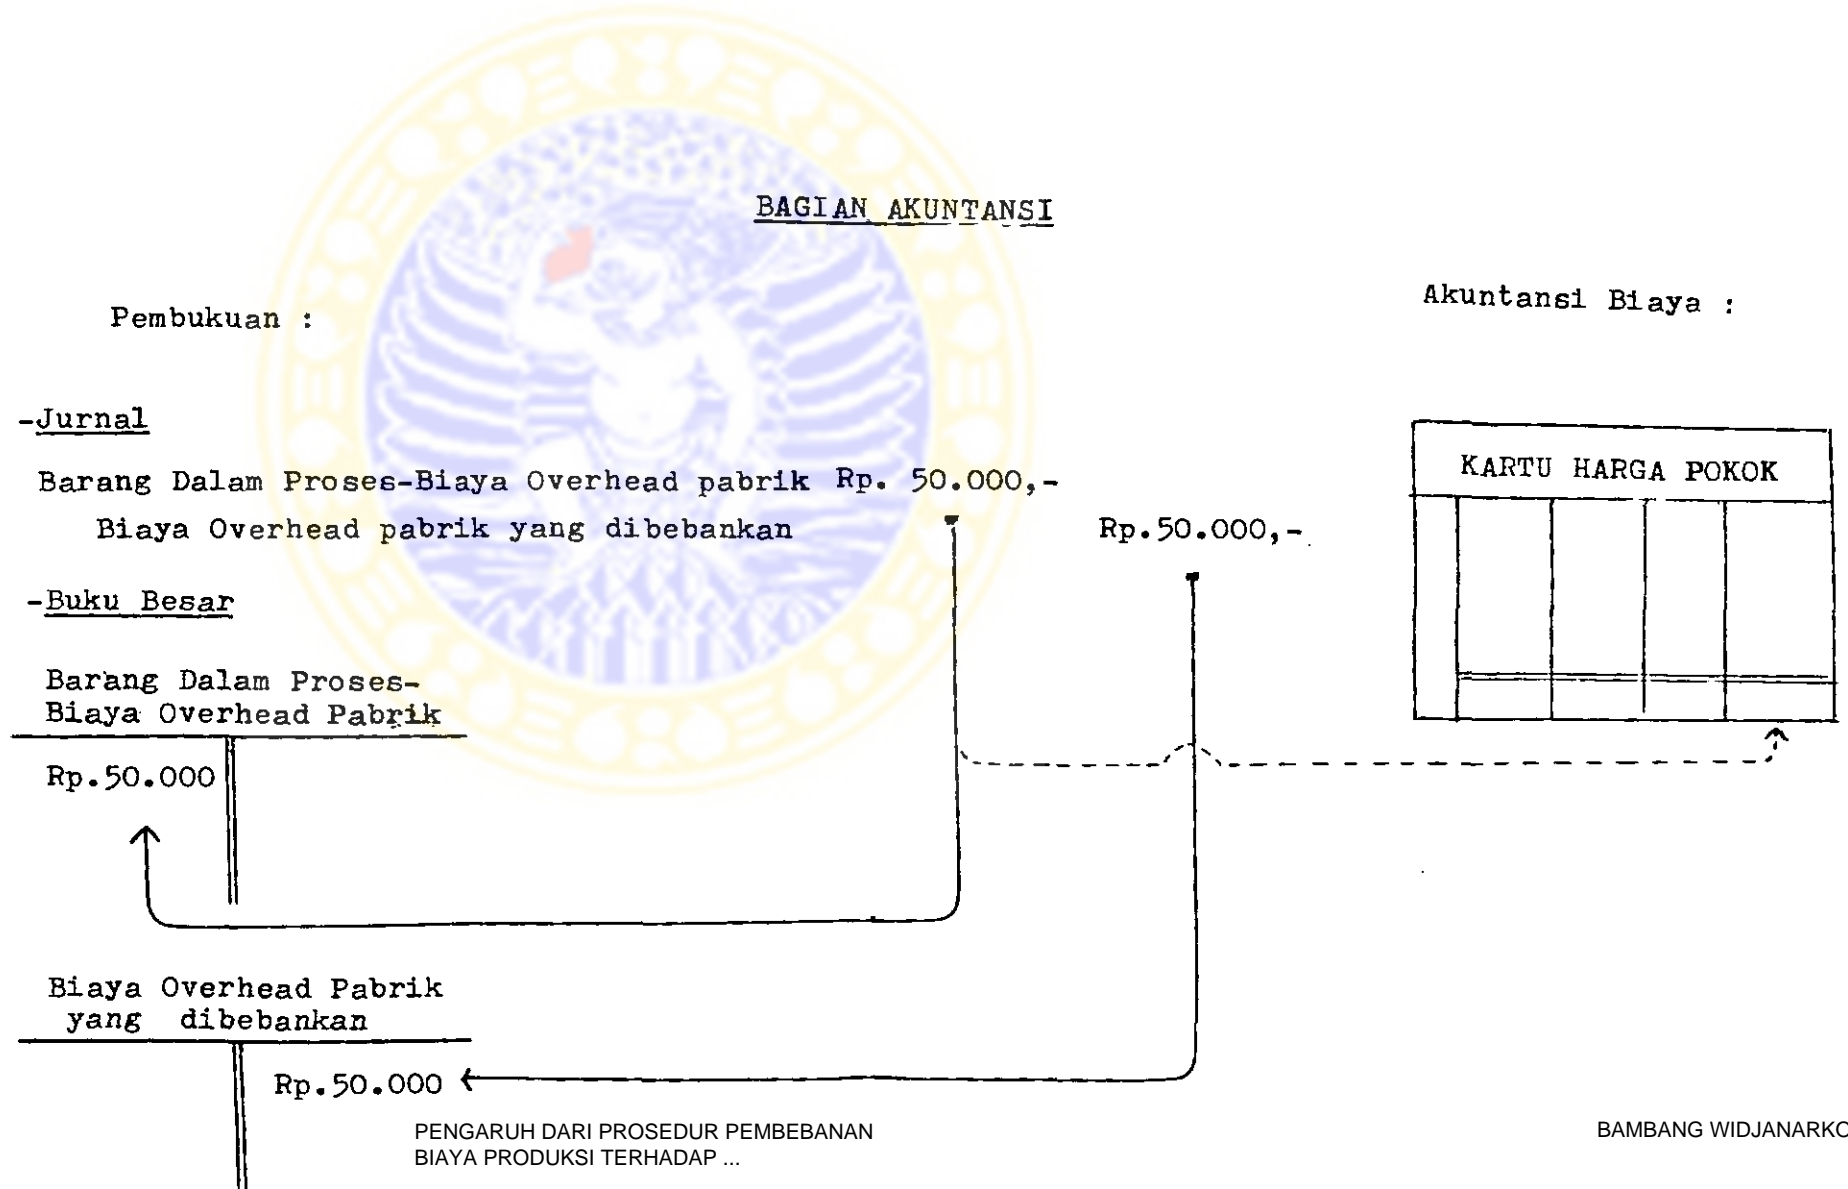 BAGIAN AKUNTANSI
Pembukuan :
Akuntansi Biaya :
-Jurnal
Barang Dalam Proses-Biaya Overhead pabrik Rp. 50.000,-
Biaya Overhead pabrik yang dibebankan Rp.50.000,-
KARTU HARGA POKOK
-Buku Besar
Barang Dalam Proses-
Biaya Overhead Pabrik
Rp.50.000
Biaya Overhead Pabrik
yang dibebankan
Rp.50.000
PENGARUH DARI PROSEDUR PEMBEBANAN
BIAYA PRODUKSI TERHADAP ...
BAMBANG WIDJANARKO